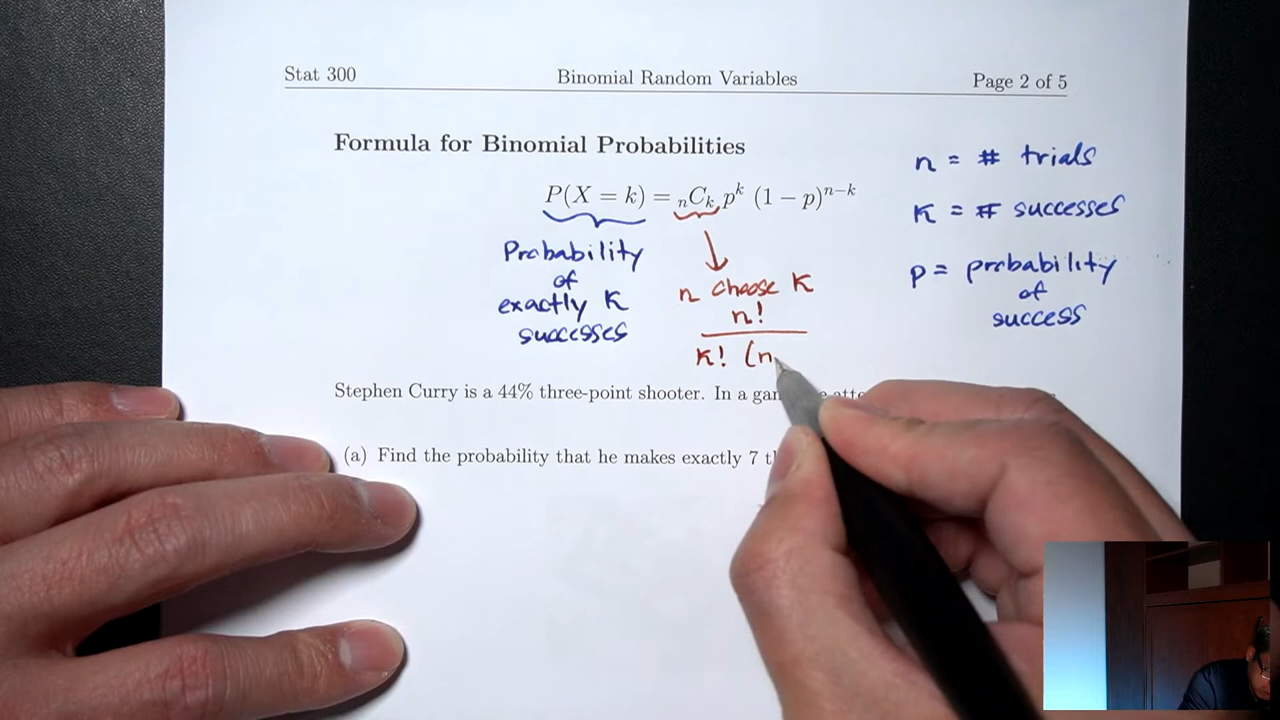 Stat 300 Binomial Random Variables Page 2 of 5
Formula for Binomial Probabilities
P(X = k) = nCk p^k (1 − p)^{n−k}
Probability
of
exactly K
successes
n choose K
n!
k! (n
n = # trials
K = # successes
p = probability
of
success
Stephen Curry is a 44% three-point shooter. In a
(a) Find the probability that he makes exactly 7